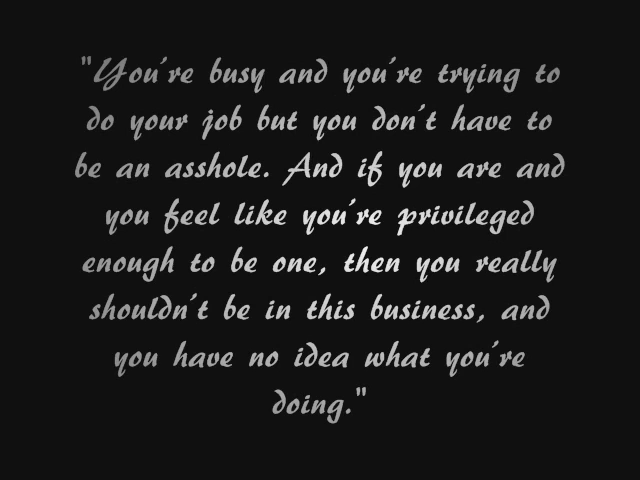 "You're busy and you're trying to
do your job but you don't have to
be an asshole. And if you are and
you feel like you're privileged
enough to be one, then you really
shouldn't be in this business, and
you have no idea what you're
doing."